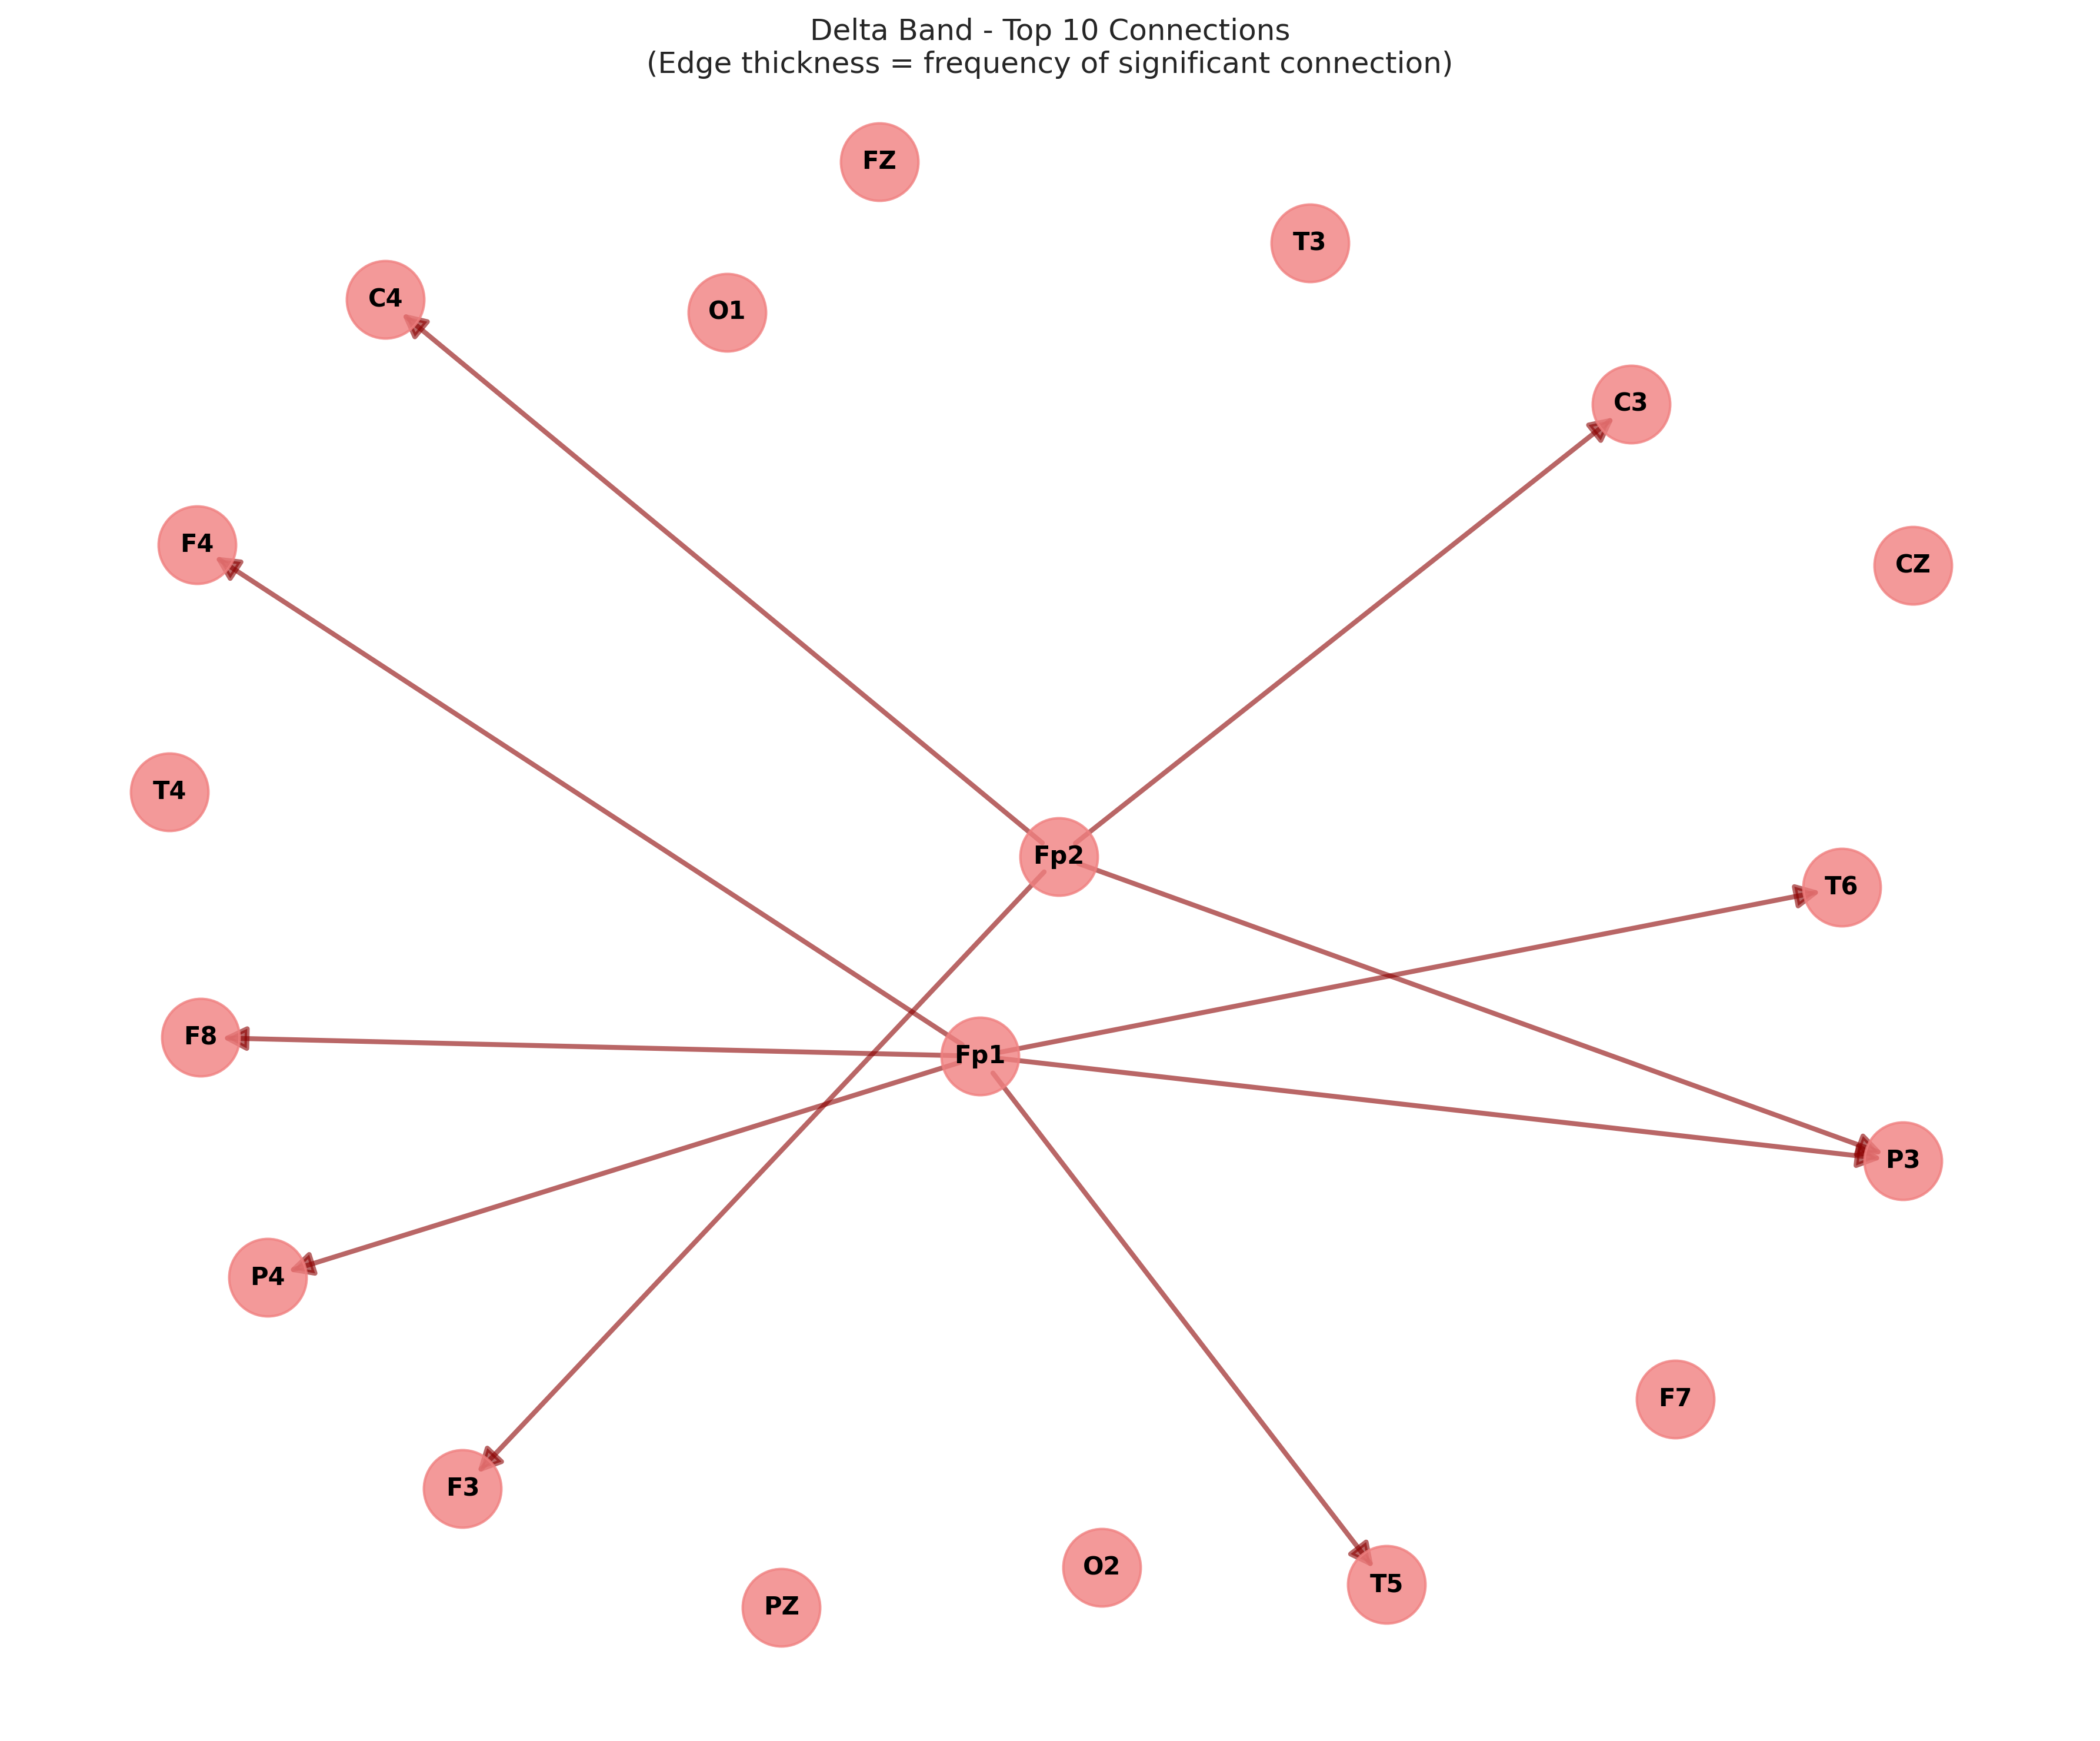 Delta Band - Top 10 Connections
(Edge thickness = frequency of significant connection)
FZ
T3
C4
O1
C3
F4
CZ
T4
Fp2
T6
F8
Fp1
P3
P4
F7
F3
O2
T5
PZ